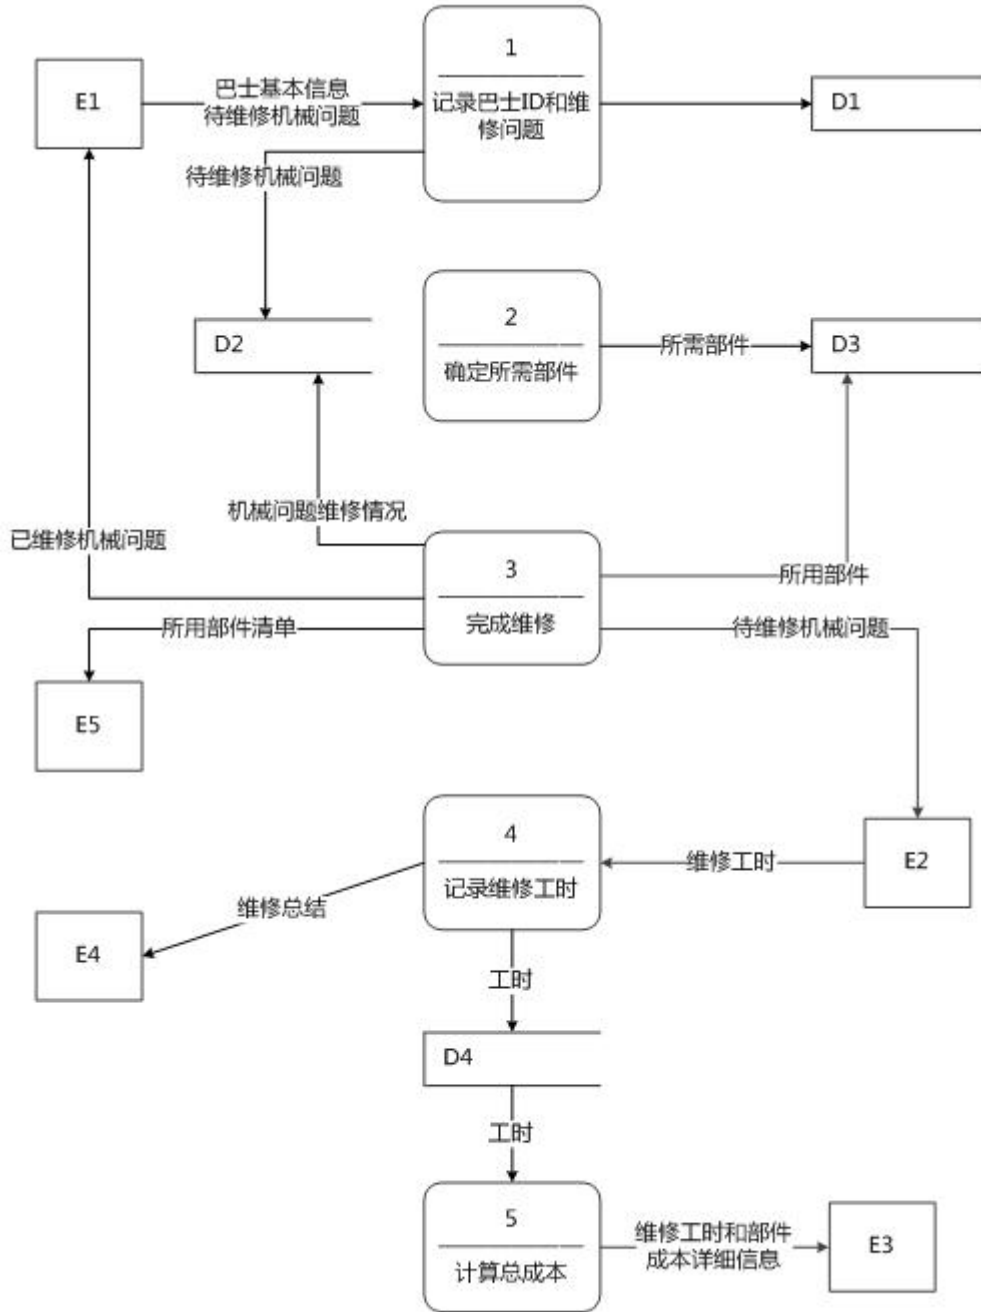 1
E1
巴士基本信息
待维修机械问题
记录巴士ID和维
修问题
D1
待维修机械问题
2
D2
所需部件
D3
确定所需部件
机械问题维修情况
已维修机械问题
3
所用部件
完成维修
所用部件清单
待维修机械问题
E5
4
维修工时
E2
记录维修工时
维修总结
E4
工时
D4
工时
5
维修工时和部件
成本详细信息
E3
计算总成本